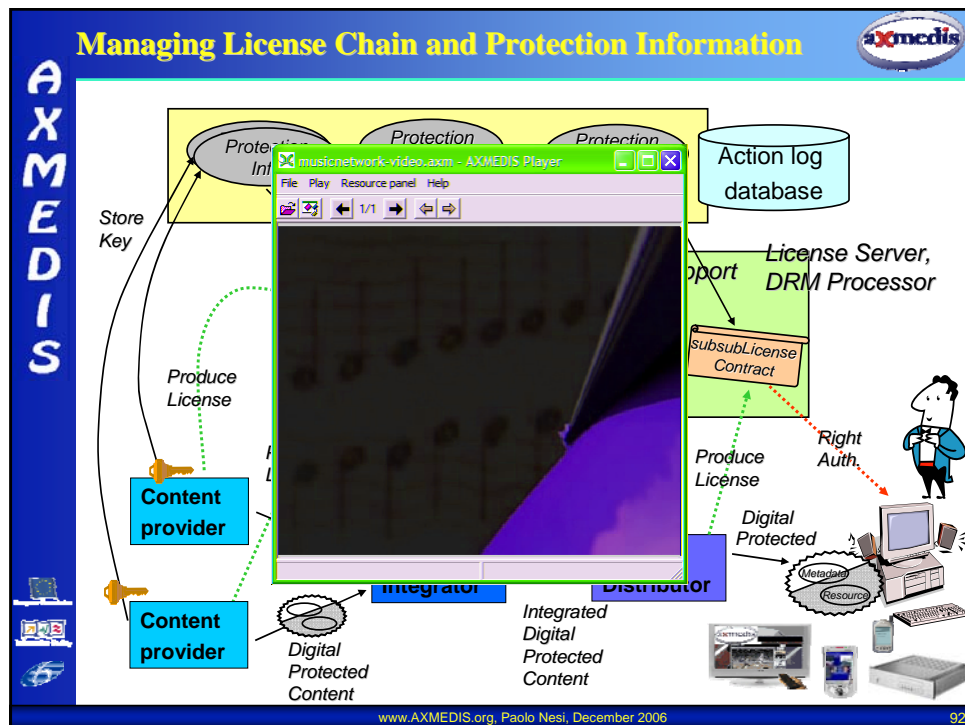 Managing License Chain and Protection Information
axmedis
AXMEDIS
Protection
Protection
Protection
Action log
database
musicnetwork-video.axm - AXMEDIS Player
File Play Resource panel Help
1/1
Store
Key
License Server,
DRM Processor
subsubLicense
Contract
Produce
License
Right
Auth.
Produce
License
Content
provider
Digital
Protected
Metadata
Resource
Integrator
Distributor
Content
provider
Digital
Protected
Content
Integrated
Digital
Protected
Content
axmedis
www.AXMEDIS.org, Paolo Nesi, December 2006
92